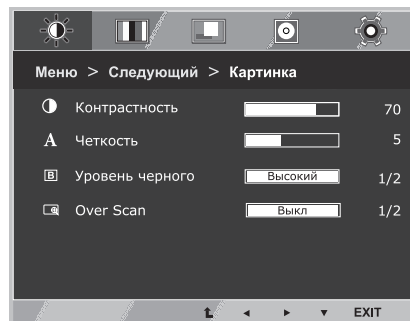 Меню > Следующий > Картинка
Контрастность 70
A Четкость 5
B Уровень черного Высокий 1/2
Over Scan Выкл 1/2
EXIT